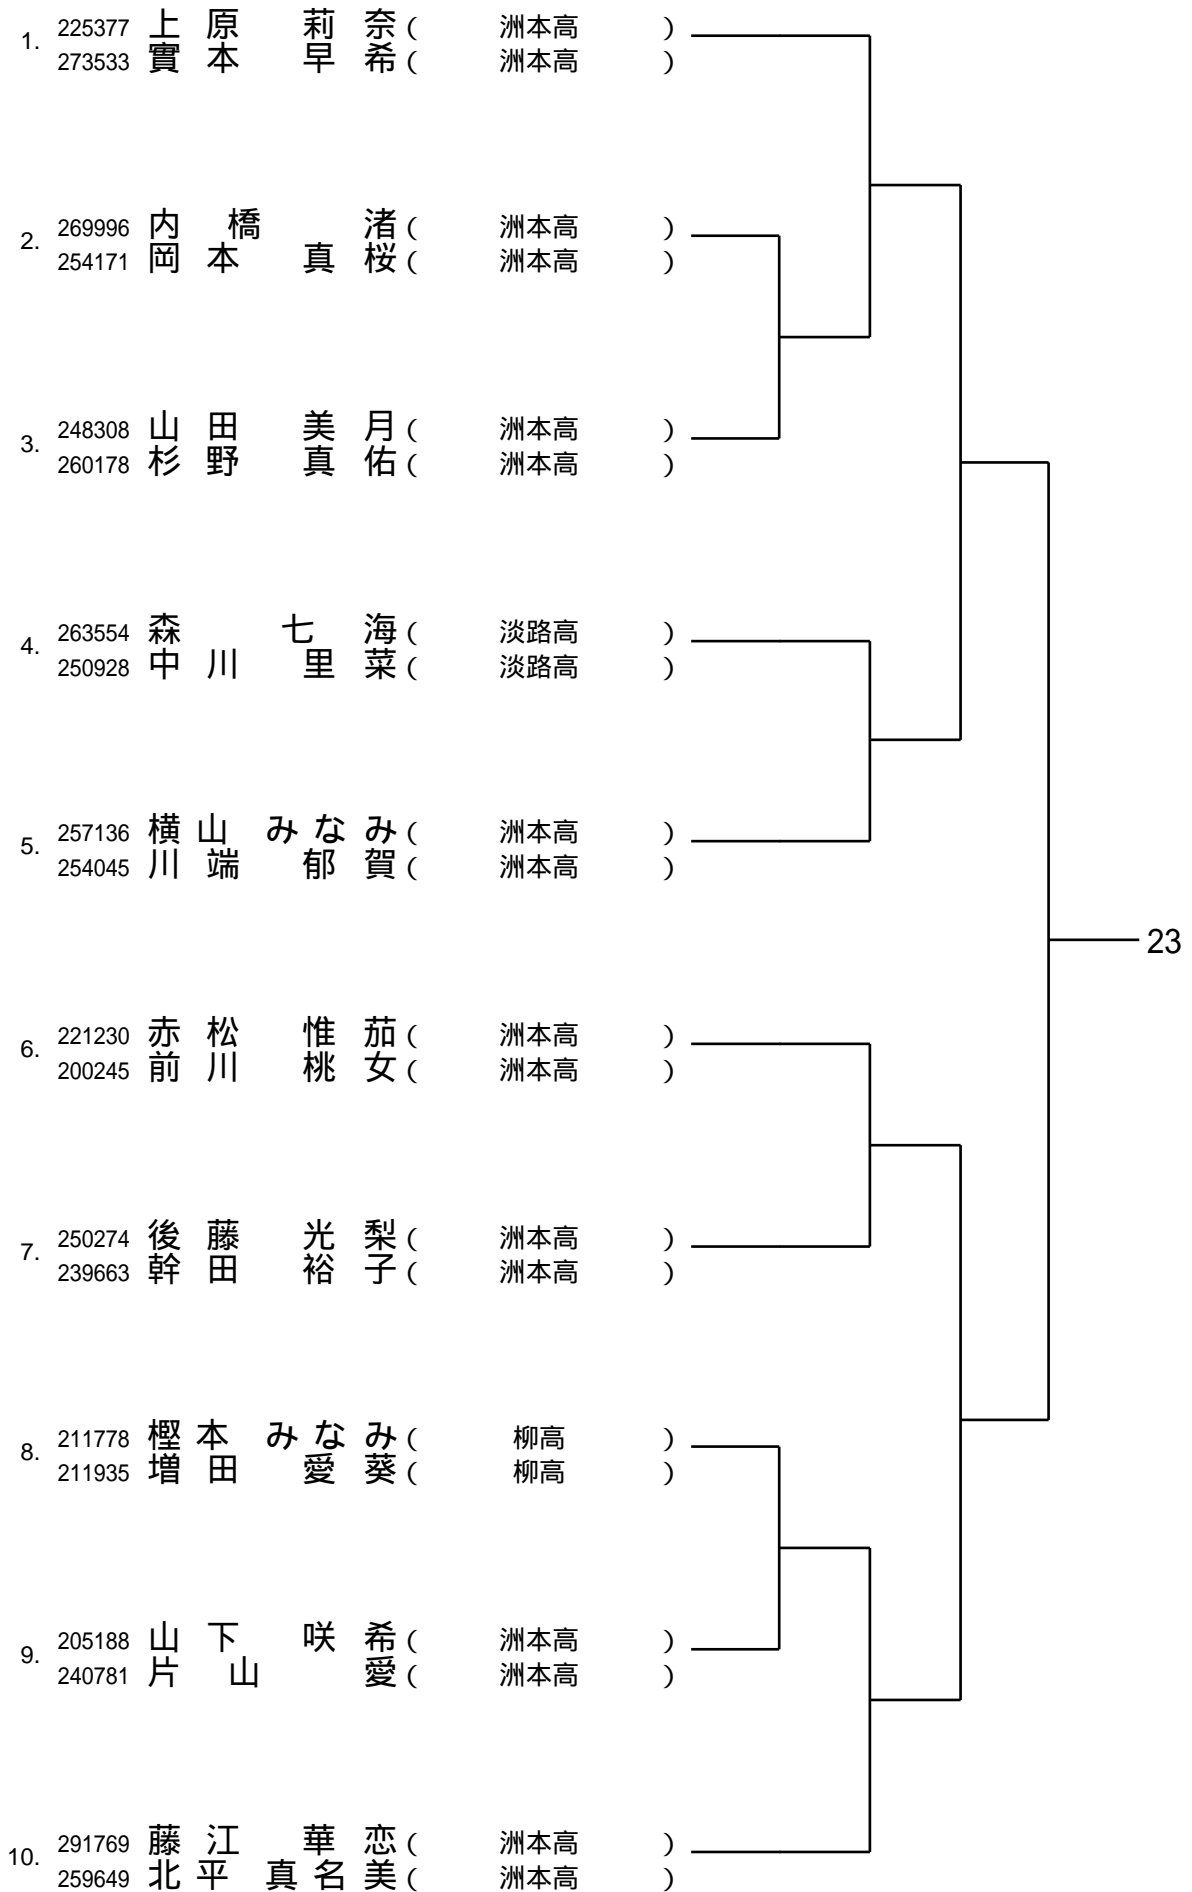 1. 225377 上原 莉奈 ( 洲本高 )
273533 實本 早希 ( 洲本高 )
2. 269996 内橋 渚 ( 洲本高 )
254171 岡本 真桜 ( 洲本高 )
3. 248308 山田 美月 ( 洲本高 )
260178 杉野 真佑 ( 洲本高 )
4. 263554 森 七海 ( 淡路高 )
250928 中川 里菜 ( 淡路高 )
5. 257136 横山 みなみ ( 洲本高 )
254045 川端 郁賀 ( 洲本高 )
23
6. 221230 赤松 惟茄 ( 洲本高 )
200245 前川 桃女 ( 洲本高 )
7. 250274 後藤 光梨 ( 洲本高 )
239663 幹田 裕子 ( 洲本高 )
8. 211778 樫本 みなみ ( 柳高 )
211935 増田 愛葵 ( 柳高 )
9. 205188 山下 咲希 ( 洲本高 )
240781 片山 愛 ( 洲本高 )
10. 291769 藤江 華恋 ( 洲本高 )
259649 北平 真名美 ( 洲本高 )